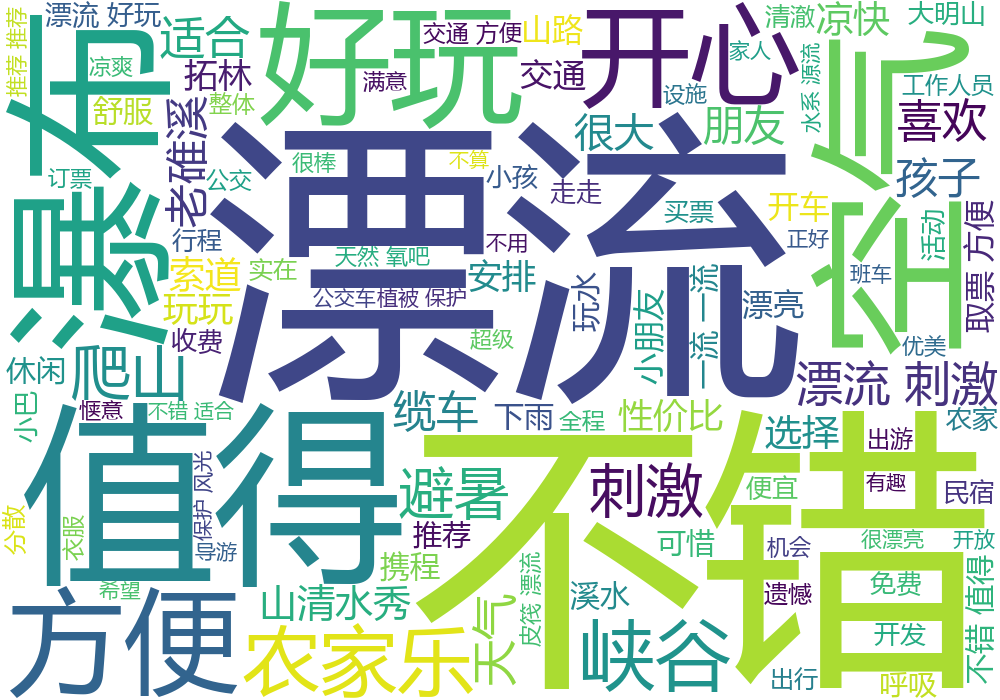 推荐 推荐
漂流 好玩
瀑布
适合
好玩
交通 方便
山路
开心
清澈
凉快
大明山
凉爽
拓林
满意
交通
设施
家人
水系 源流
工作人员
空气
舒服
整体
老碓溪
很大
朋友
喜欢
漂流
订票
公交
很棒
不算
小孩
走走
买票
开车
孩子
行程
不用
正好
活动
取票 方便
索道
实在
天然 氧吧
安排
玩水
小朋友
一流 一流
漂亮
班车
玩玩
公交车
植被 保护
收费
超级
优美
休闲
爬山
漂流 刺激
小巴
惬意
不错 适合
缆车
下雨
全程
性价比
选择
农家
值得
不错
出游
保护 风光
避暑
刺激
便宜
有趣
民宿
分散
衣服
导游
推荐
可惜
机会
很漂亮
开放
希望
携程
皮筏 漂流
溪水
遗憾
免费
不错 值得
方便
山清水秀
农家乐
天气
峡谷
开发
出行
呼吸